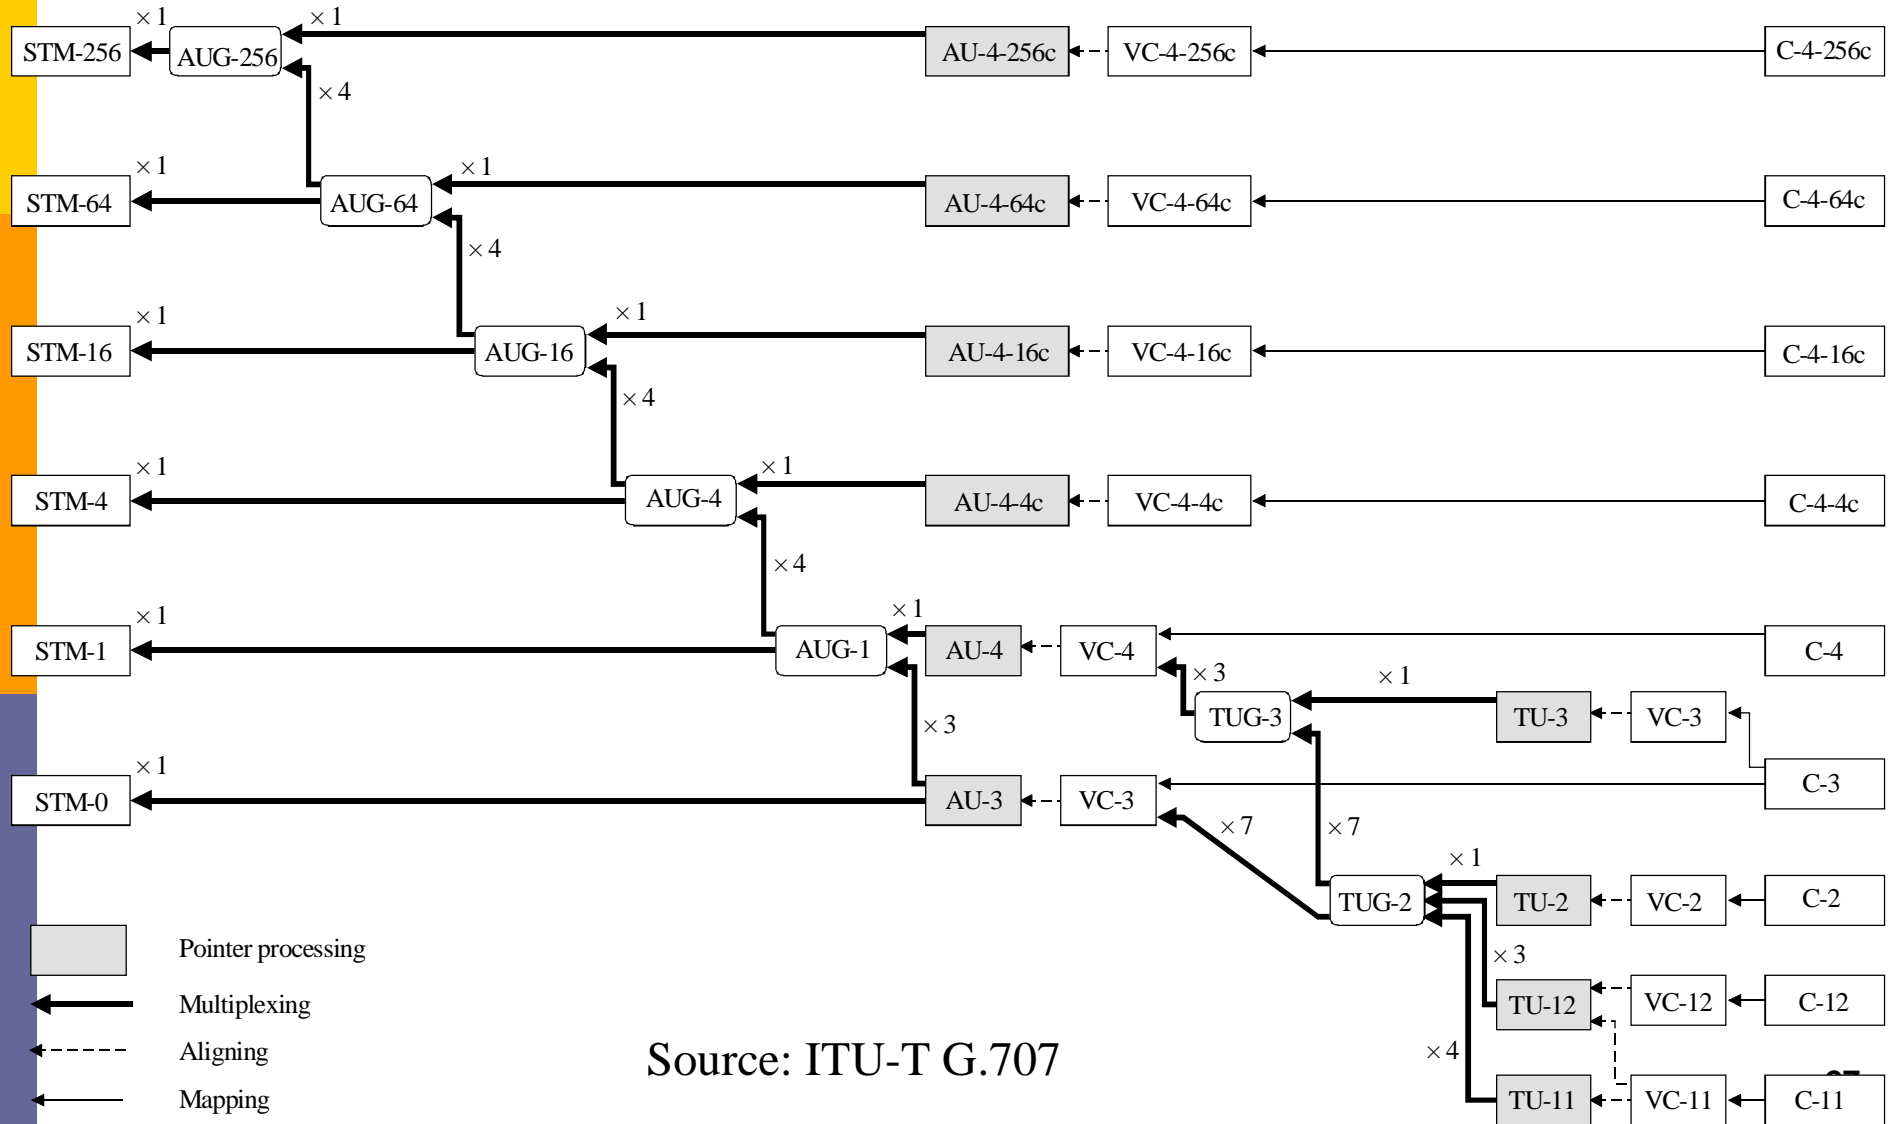 × 1
× 1
STM-256
AUG-256
AU-4-256c
VC-4-256c
C-4-256c
× 4
× 1
× 1
STM-64
AUG-64
AU-4-64c
VC-4-64c
C-4-64c
× 4
× 1
× 1
STM-16
AUG-16
AU-4-16c
VC-4-16c
C-4-16c
× 4
× 1
× 1
STM-4
AUG-4
AU-4-4c
VC-4-4c
C-4-4c
× 4
× 1
× 1
STM-1
AUG-1
AU-4
VC-4
C-4
× 3
× 1
TUG-3
TU-3
VC-3
× 3
× 1
STM-0
AU-3
VC-3
C-3
× 7
× 7
× 1
TUG-2
TU-2
VC-2
C-2
Pointer processing
× 3
Multiplexing
TU-12
VC-12
C-12
Aligning
Source: ITU-T G.707
× 4
Mapping
TU-11
VC-11
C-11